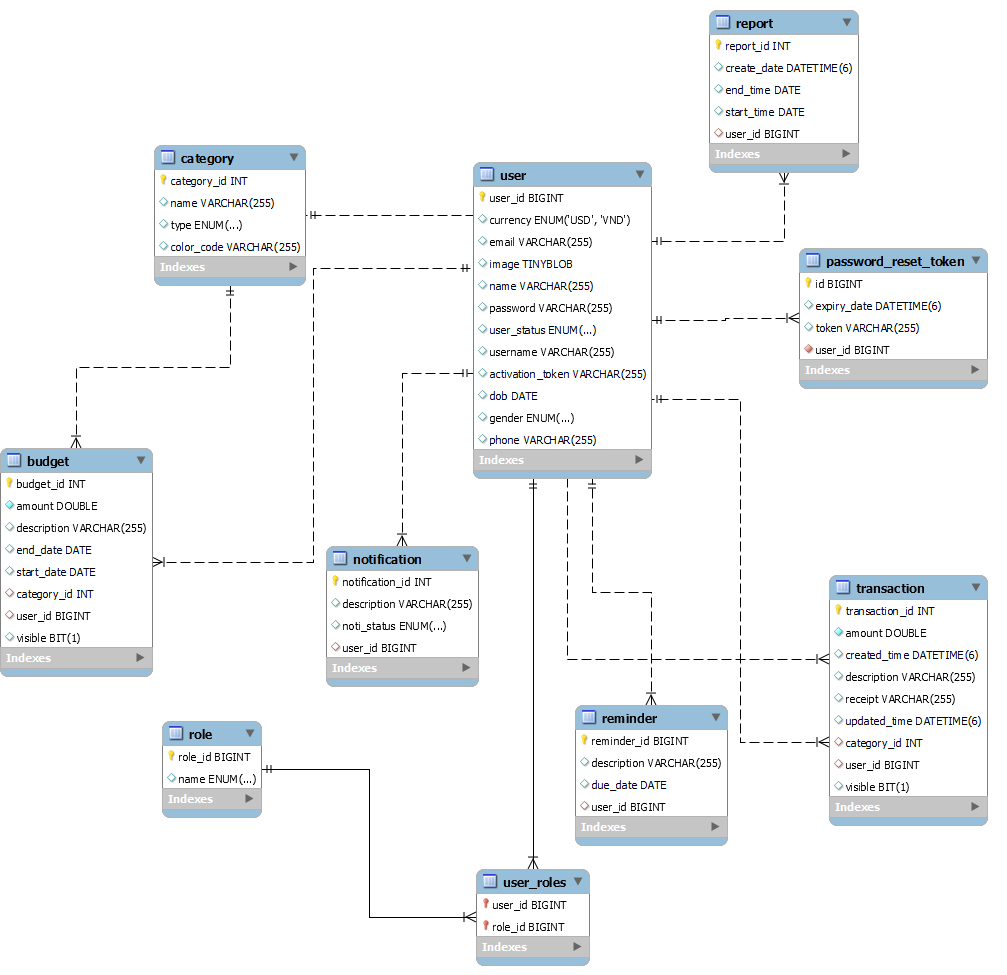 report
report_id INT
create_date DATETIME(6)
end_time DATE
start_time DATE
user_id BIGINT
Indexes
category
category_id INT
name VARCHAR(255)
type ENUM(...)
color_code VARCHAR(255)
Indexes
user
user_id BIGINT
currency ENUM('USD', 'VND')
email VARCHAR(255)
image TINYBLOB
name VARCHAR(255)
password VARCHAR(255)
user_status ENUM(...)
username VARCHAR(255)
activation_token VARCHAR(255)
dob DATE
gender ENUM(...)
phone VARCHAR(255)
Indexes
password_reset_token
id BIGINT
expiry_date DATETIME(6)
token VARCHAR(255)
user_id BIGINT
Indexes
budget
budget_id INT
amount DOUBLE
description VARCHAR(255)
end_date DATE
start_date DATE
category_id INT
user_id BIGINT
visible BIT(1)
Indexes
notification
notification_id INT
description VARCHAR(255)
noti_status ENUM(...)
user_id BIGINT
Indexes
transaction
transaction_id INT
amount DOUBLE
created_time DATETIME(6)
description VARCHAR(255)
receipt VARCHAR(255)
updated_time DATETIME(6)
category_id INT
user_id BIGINT
visible BIT(1)
Indexes
role
role_id BIGINT
name ENUM(...)
Indexes
reminder
reminder_id BIGINT
description VARCHAR(255)
due_date DATE
user_id BIGINT
Indexes
user_roles
user_id BIGINT
role_id BIGINT
Indexes